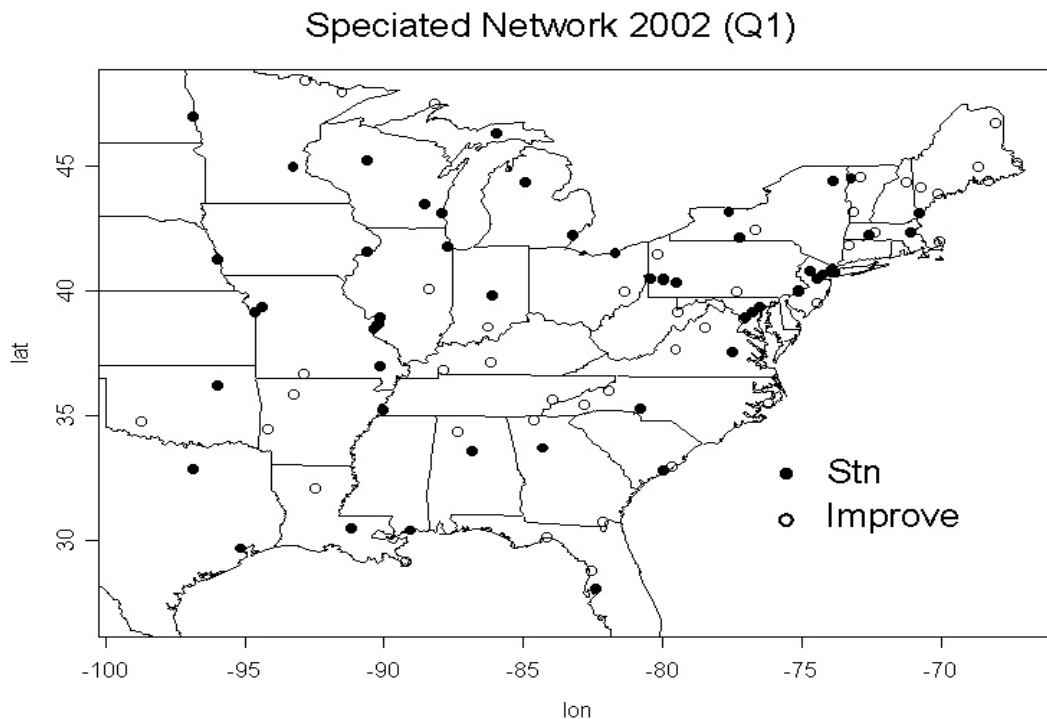 Speciated Network 2002 (Q1)
45
40
35
30
lat
Stn
Improve
-100 -95 -90 -85 -80 -75 -70
lon